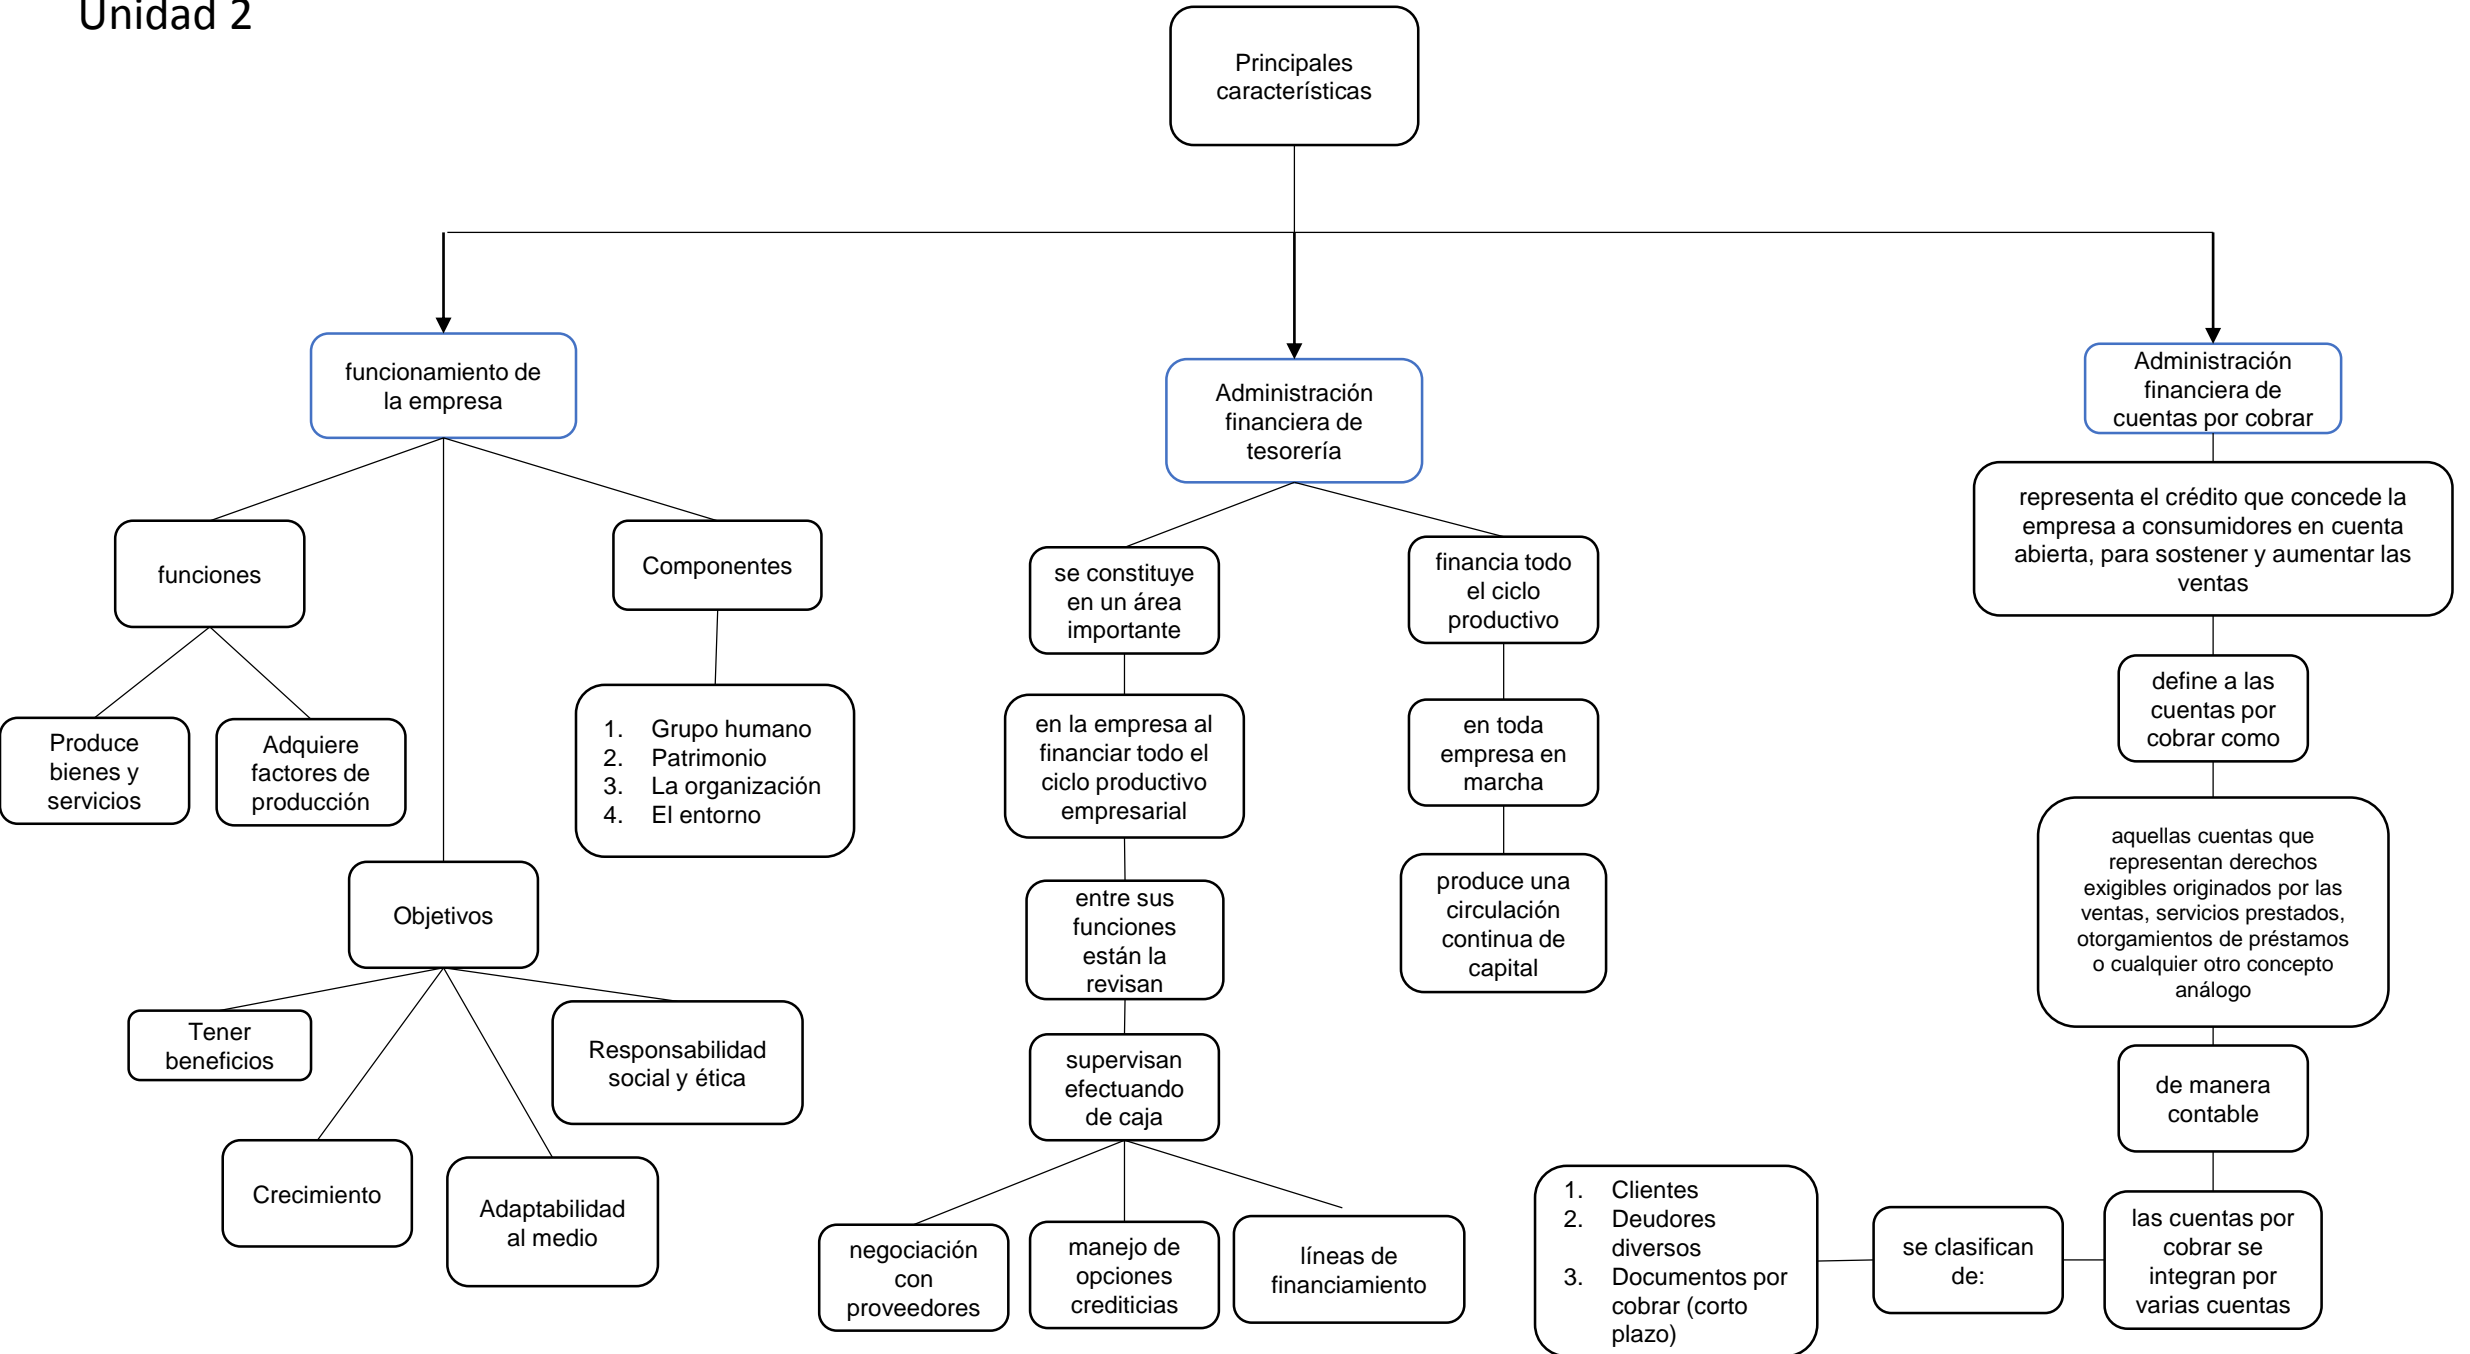 Unidad 2
Principales
características
funcionamiento de
la empresa
funciones
Produce
bienes y
servicios
Adquiere
factores de
producción
Componentes
1. Grupo humano
2. Patrimonio
3. La organización
4. El entorno
Objetivos
Tener
beneficios
Crecimiento
Adaptabilidad
al medio
Responsabilidad
social y ética
Administración
financiera de
tesorería
se constituye
en un área
importante
en la empresa al
financiar todo el
ciclo productivo
empresarial
entre sus
funciones
están la
revisan
supervisan
efectuando
de caja
negociación
con
proveedores
manejo de
opciones
crediticias
líneas de
financiamiento
financia todo
el ciclo
productivo
en toda
empresa en
marcha
produce una
circulación
continua de
capital
Administración
financiera de
cuentas por cobrar
representa el crédito que concede la
empresa a consumidores en cuenta
abierta, para sostener y aumentar las
ventas
define a las
cuentas por
cobrar como
aquellas cuentas que
representan derechos
exigibles originados por las
ventas, servicios prestados,
otorgamientos de préstamos
o cualquier otro concepto
análogo
de manera
contable
las cuentas por
cobrar se
integran por
varias cuentas
se clasifican
de:
1. Clientes
2. Deudores
diversos
3. Documentos por
cobrar (corto
plazo)